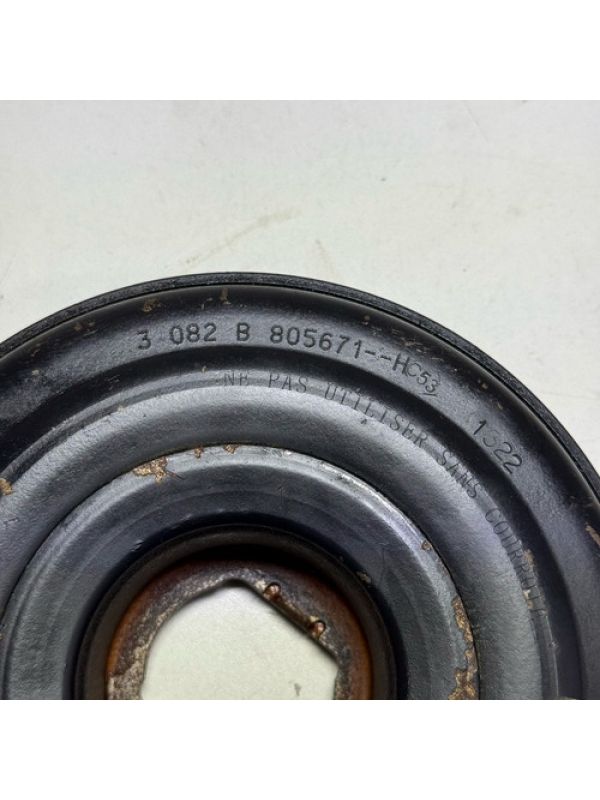 3 082 B 805671--HC53 1322
NE PAS UTILISER SANS COURROIE